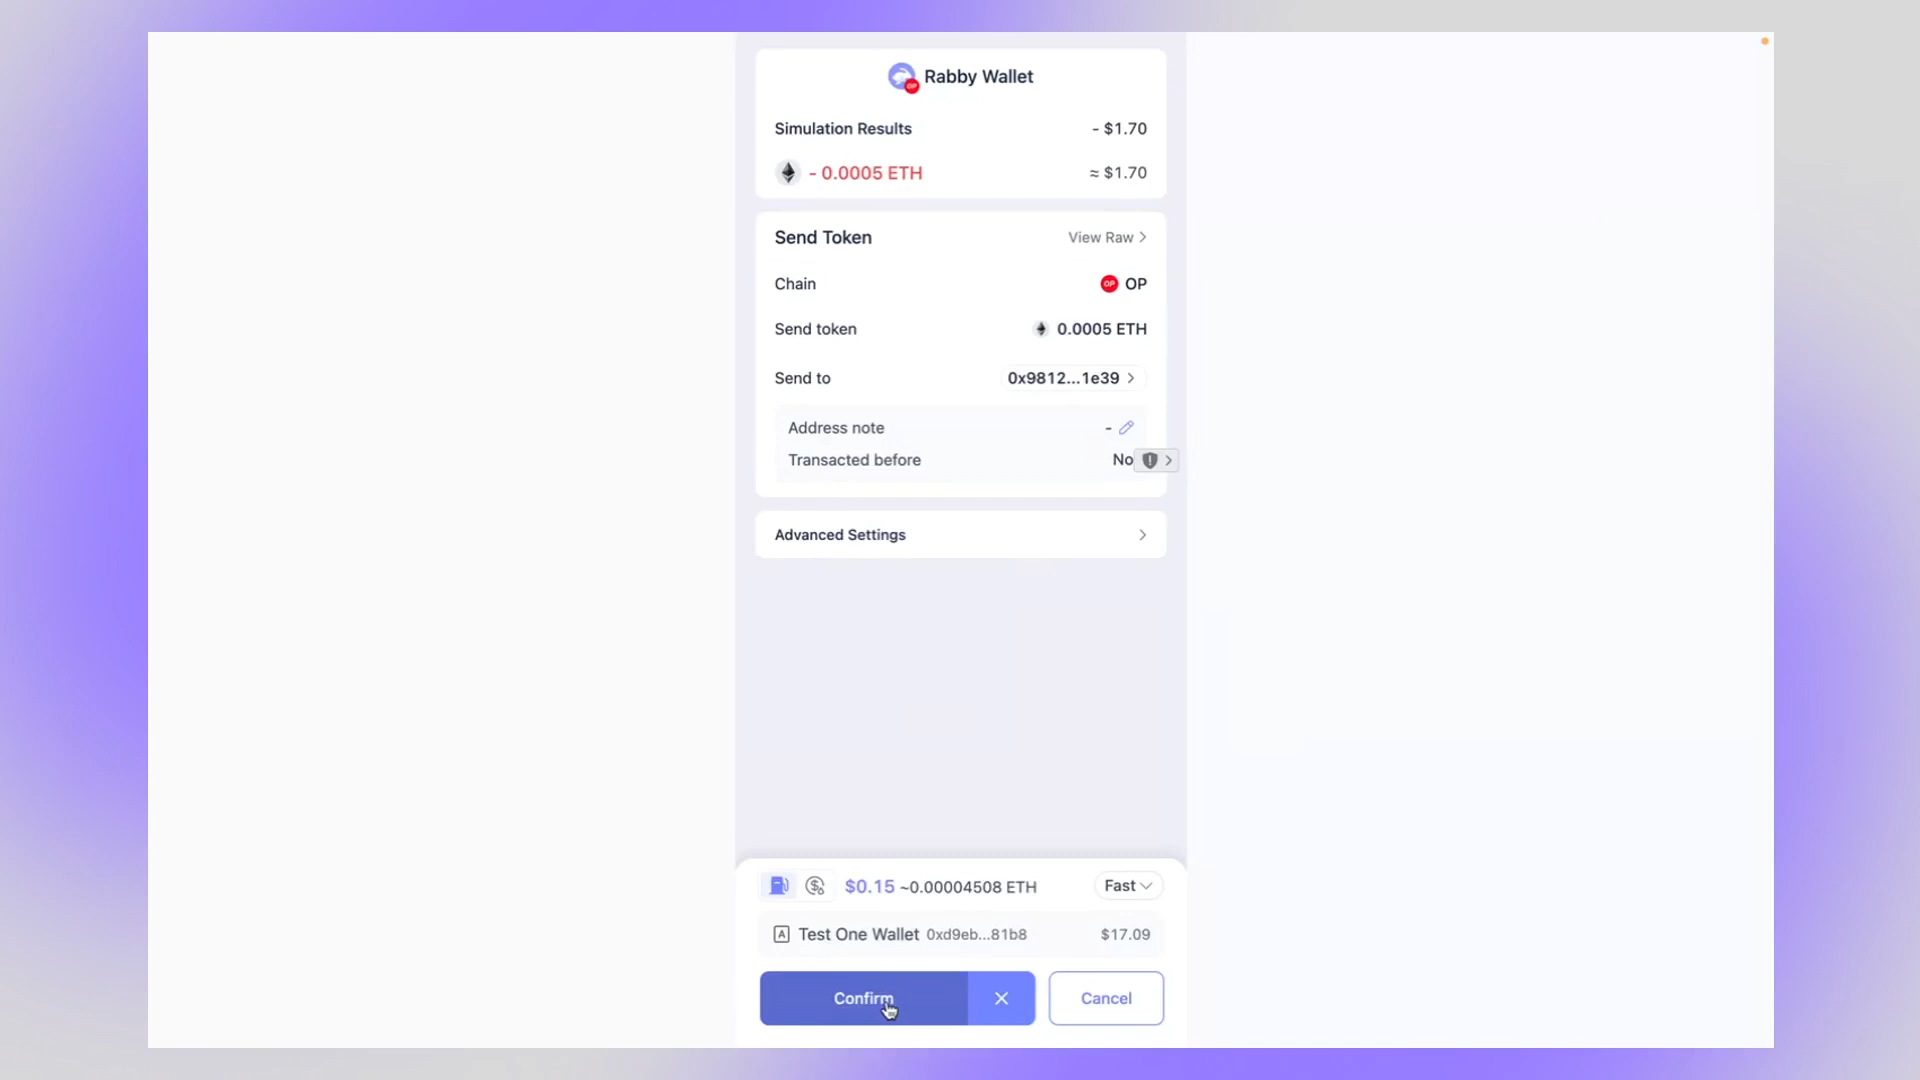 Rabby Wallet
Simulation Results - $1.70
- 0.0005 ETH ≈ $1.70
Send Token View Raw >
Chain OP OP
Send token 0.0005 ETH
Send to 0x9812...1e39 >
Address note -
Transacted before No
Advanced Settings
$0.15 ~0.00004508 ETH Fast
A Test One Wallet 0xd9eb...81b8 $17.09
Confirm Cancel